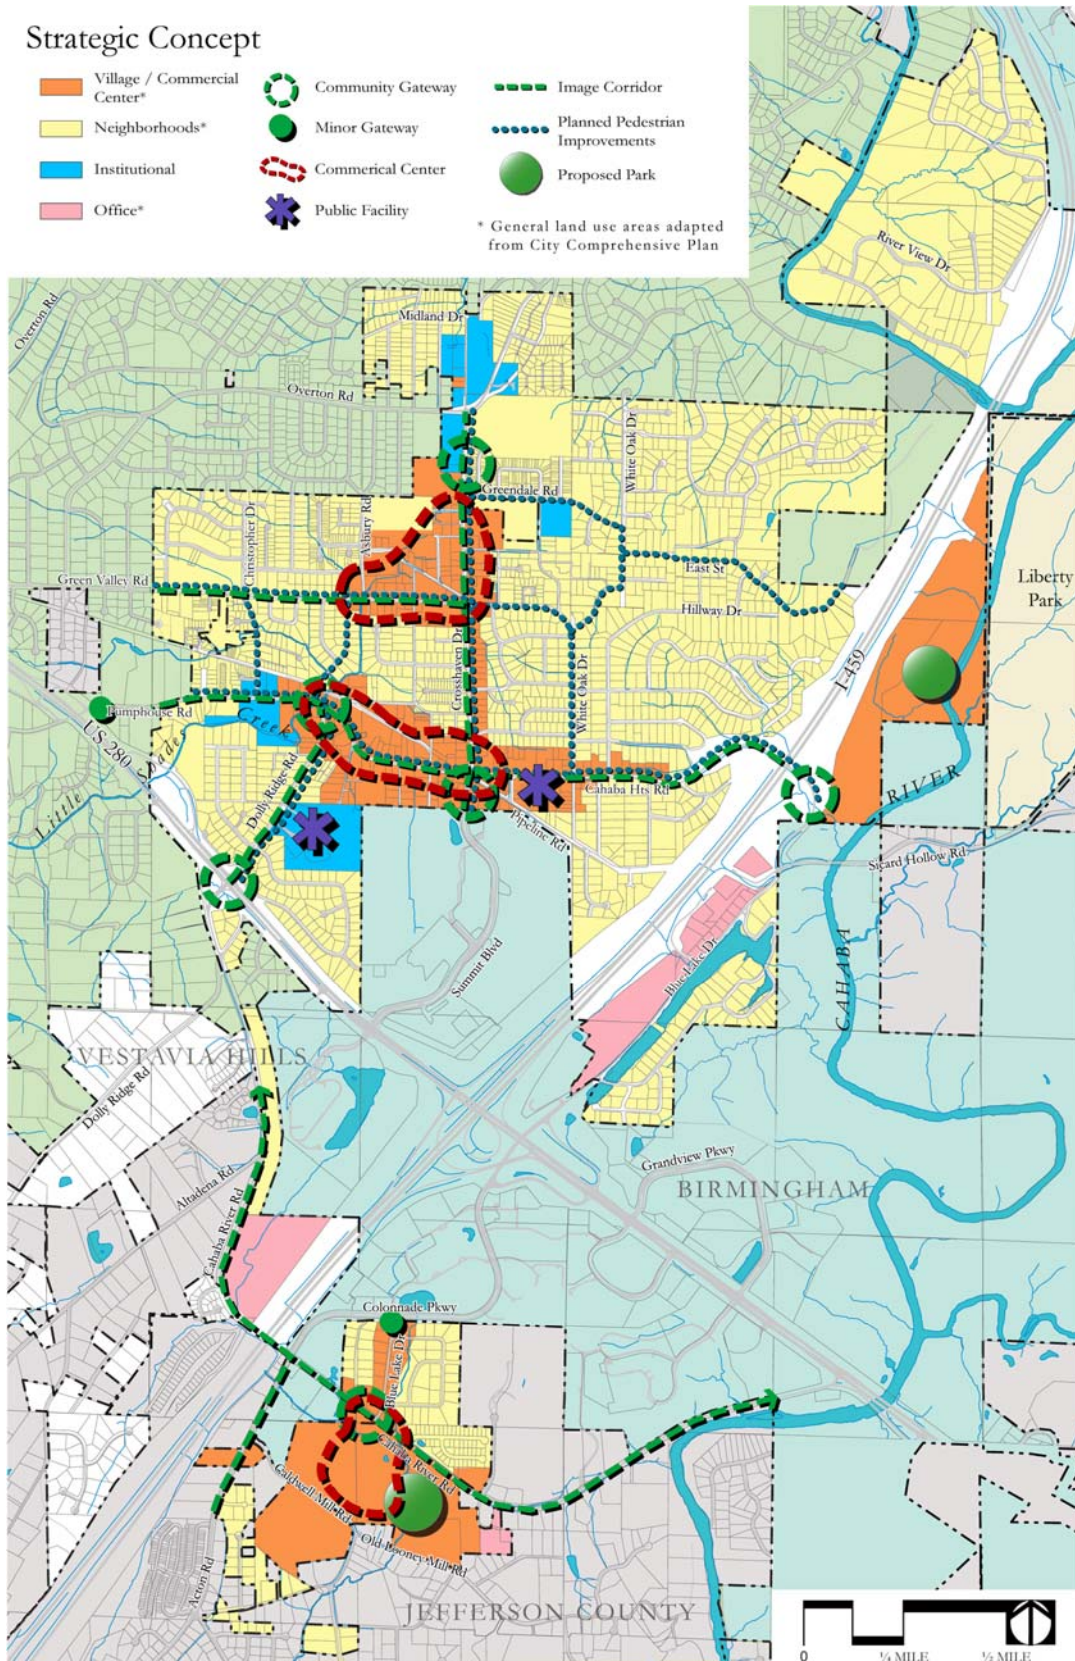 Strategic Concept
Village / Commercial
Center*
Neighborhoods*
Institutional
Office*
Community Gateway
Minor Gateway
Commerical Center
Public Facility
Image Corridor
Planned Pedestrian
Improvements
Proposed Park
* General land use areas adapted
from City Comprehensive Plan
River View Dr
Overton Rd
Midland Dr
Overton Rd
White Oak Dr
Greendale Rd
Asbury Rd
Christopher Dr
Green Valley Rd
East St
Hillway Dr
Liberty
Park
Crosshaven Dr
White Oak Dr
I-459
Pumphouse Rd
US 280
Little Shades Creek
Dolly Ridge Rd
Cahaba Hts Rd
Pipeline Rd
CAHABA RIVER
Sicard Hollow Rd
Summit Blvd
Blue Lake Dr
VESTAVIA HILLS
Dolly Ridge Rd
Altadena Rd
Cahaba River Rd
Grandview Pkwy
BIRMINGHAM
Colonnade Pkwy
Blue Lake Dr
Cahaba River Rd
Caldwell Mill Rd
Old Looney Mill Rd
Acton Rd
JEFFERSON COUNTY
0
¼ MILE
½ MILE